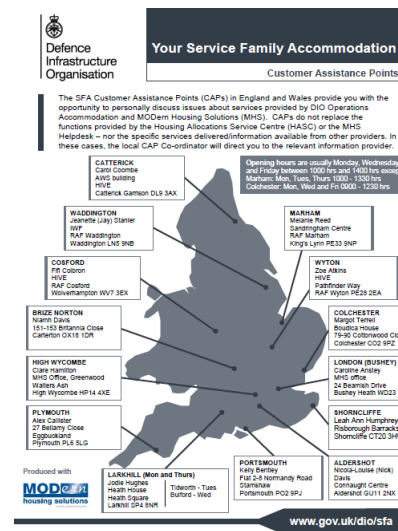 Defence
Infrastructure
Organisation
Your Service Family Accommodation
Customer Assistance Points
The SFA Customer Assistance Points (CAPs) in England and Wales provide you with the
opportunity to personally discuss issues about services provided by DIO Operations
Accommodation and MODern Housing Solutions (MHS). CAPs do not replace the
functions provided by the Housing Allocations Service Centre (HASC) or the MHS
Helpdesk – nor the specific services delivered/information available from other providers. In
these cases, the local CAP Co-ordinator will direct you to the relevant information provider.
Opening hours are usually Monday, Wednesday
and Friday between 1000 hrs and 1400 hrs excep
Marham: Mon, Tues, Thurs 1000 - 1330 hrs
Colchester: Mon, Wed and Fri 0900 - 1230 hrs
CATTERICK
Carol Coombe
AWS building
HIVE
Catterick Garrison DL9 3AX
WADDINGTON
Jeanette (Jay) Stanier
IWF
RAF Waddington
Waddington LN5 9NB
MARHAM
Melanie Reed
Sandringham Centre
RAF Marham
King's Lynn PE33 9NP
COSFORD
Fifi Colbron
HIVE
RAF Cosford
Wolverhampton WV7 3EX
WYTON
Zoe Atkins
HIVE
Pathfinder Way
RAF Wyton PE28 2EA
BRIZE NORTON
Niamh Davis
151-153 Britannia Close
Carterton OX18 1DR
COLCHESTER
Margot Terrell
Boudica House
79-90 Cottonwood Clo
Colchester CO2 9PZ
HIGH WYCOMBE
Clare Hamilton
MHS Office, Greenwood
Walters Ash
High Wycombe HP14 4XE
LONDON (BUSHEY)
Caroline Anstey
MHS office
24 Beamish Drive
Bushey Heath WD23
PLYMOUTH
Alex Callister
27 Bellamy Close
Eggbuckland
Plymouth PL6 5LG
SHORNCLIFFE
Leah Ann Humphrey
Risborough Barracks
Shorncliffe CT20 3H
LARKHILL (Mon and Thurs)
Jodie Hughes
Heath House
Heath Square
Larkhill SP4 8NR
Tidworth - Tues
Bulford - Wed
PORTSMOUTH
Kelly Bentley
Flat 2-8 Normandy Road
Stamshaw
Portsmouth PO2 9PJ
ALDERSHOT
Nicola-Louise (Nick)
Davis
Connaught Centre
Aldershot GU11 2NX
Produced with
MODern
housing solutions
www.gov.uk/dio/sfa